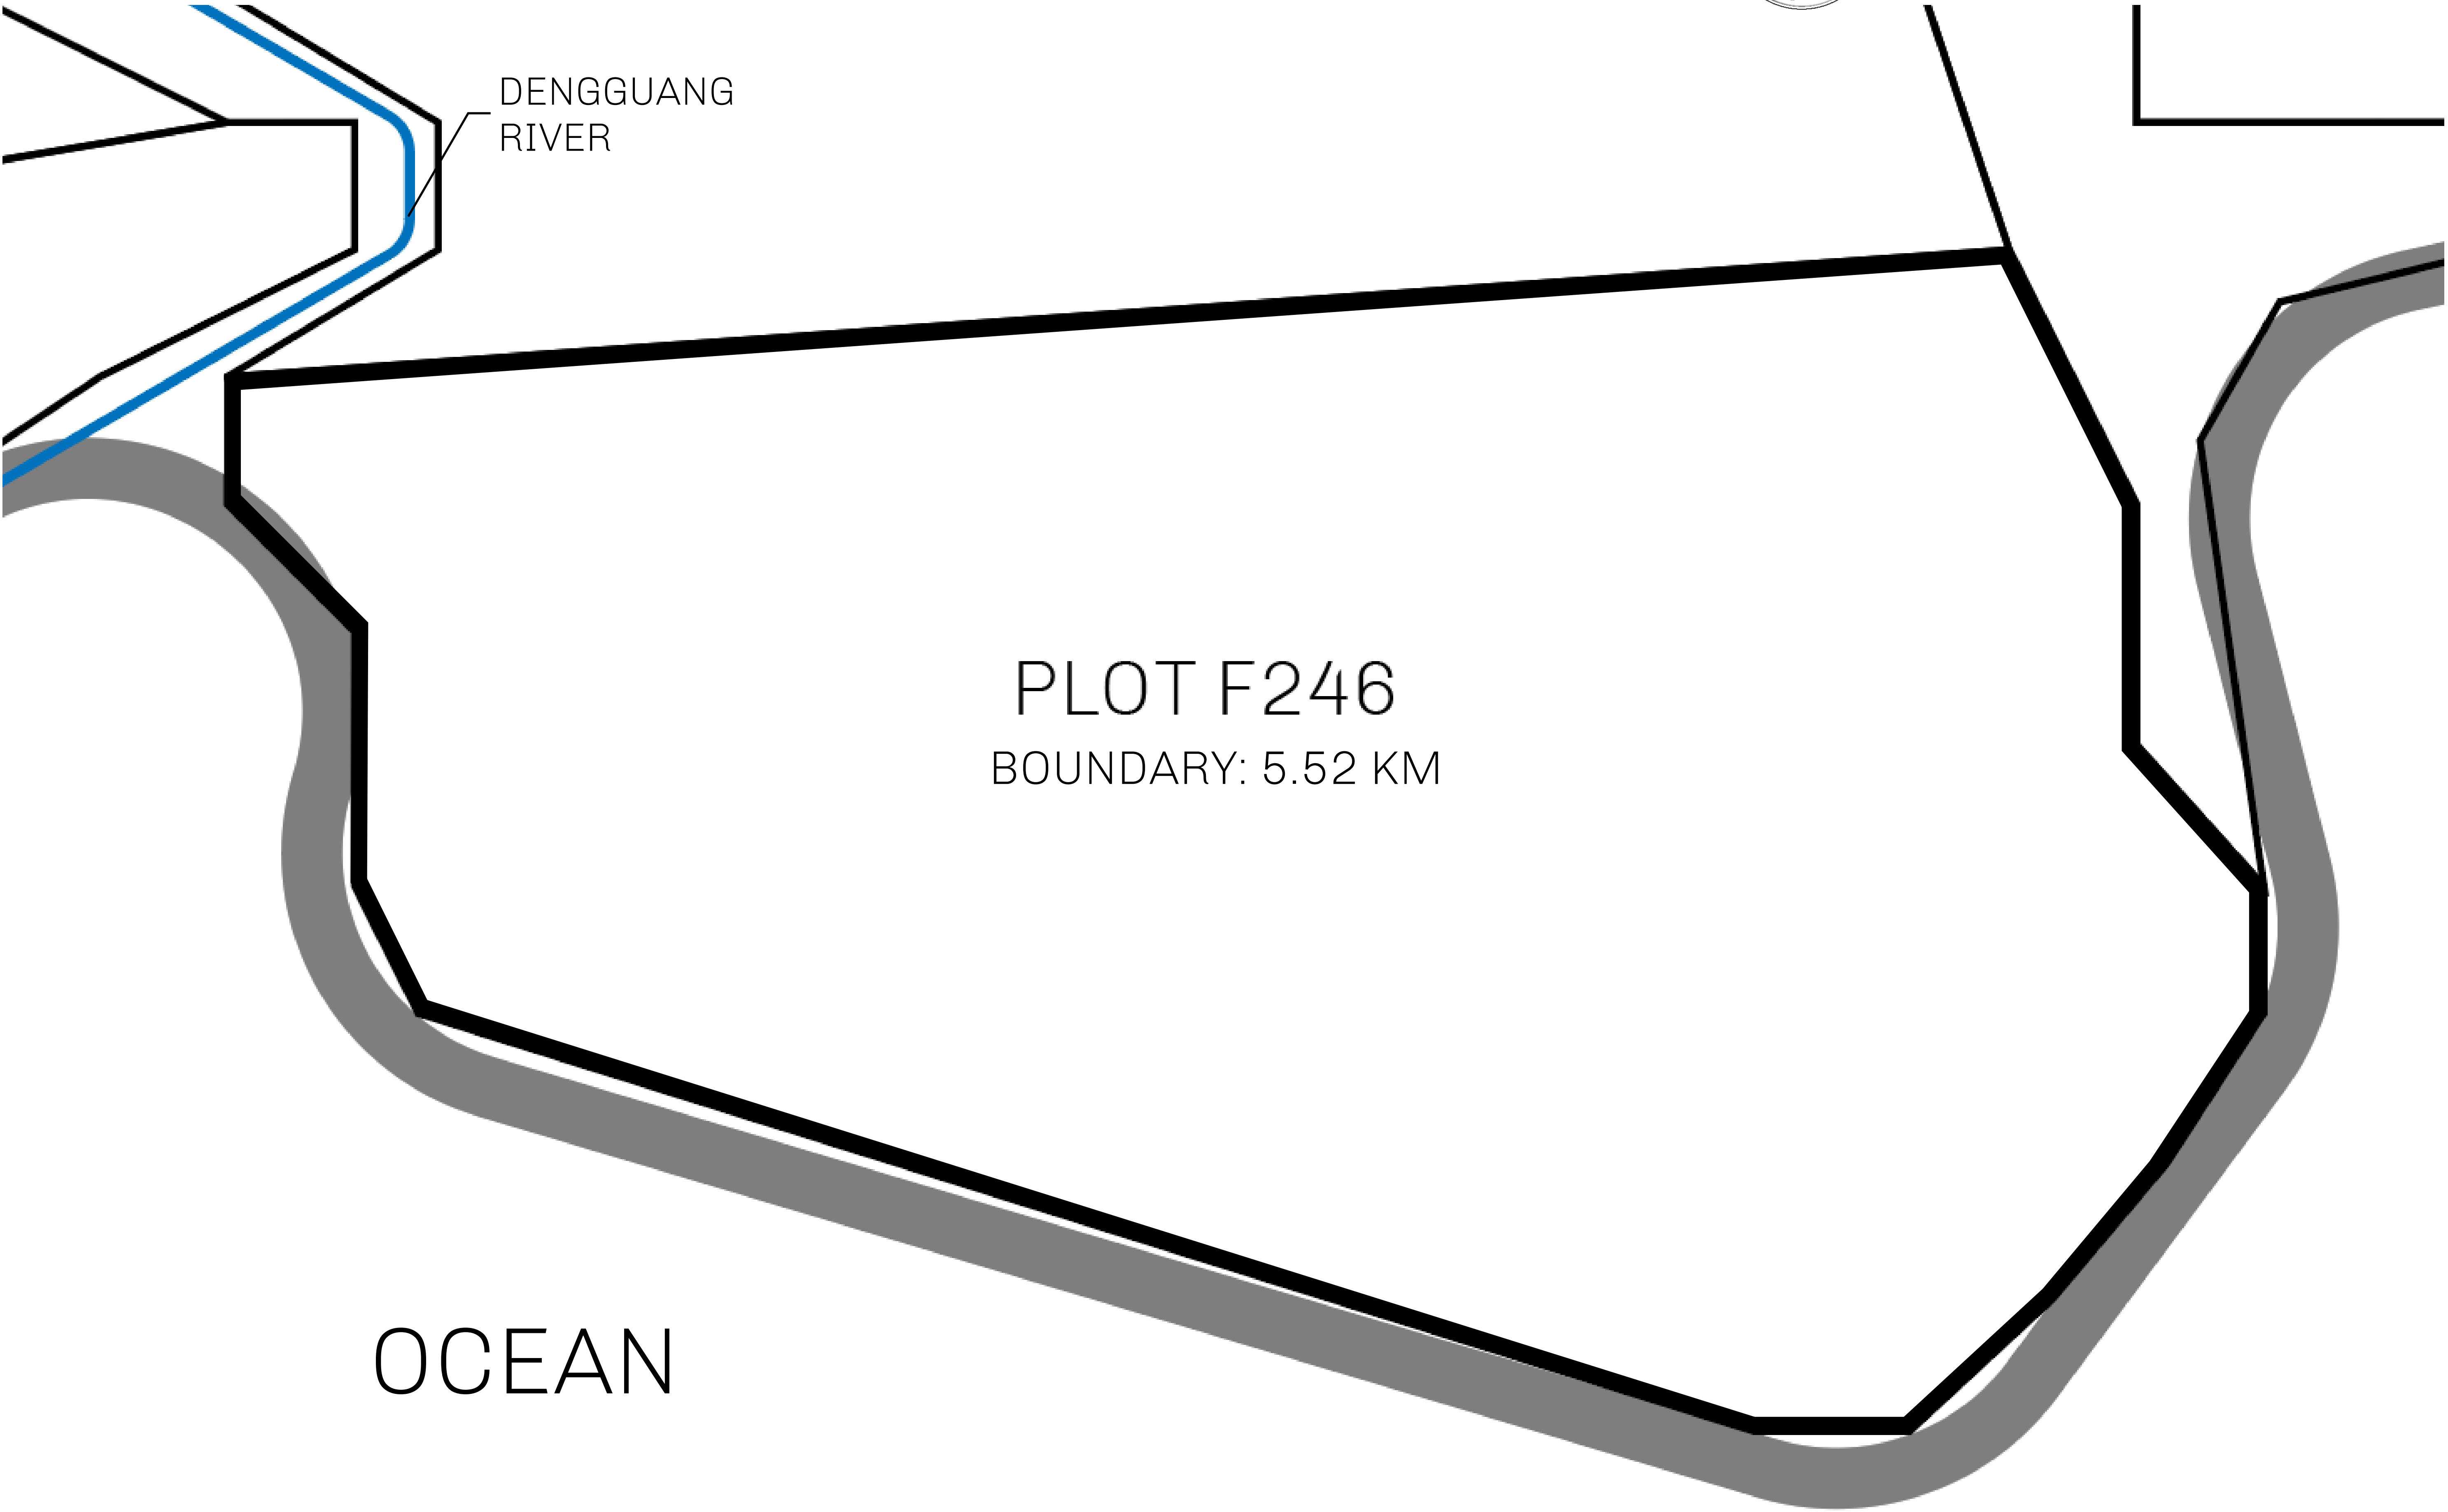 DENGGUANG
RIVER
PLOT F246
BOUNDARY: 5.52 KM
OCEAN